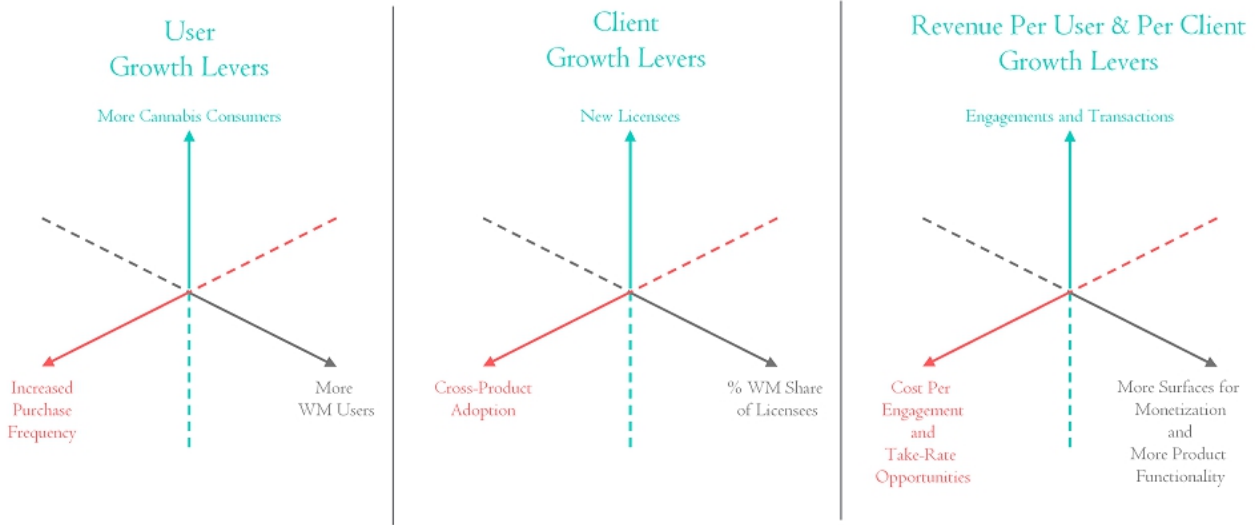 User
Growth Levers
More Cannabis Consumers
Increased
Purchase
Frequency
More
WM Users
Client
Growth Levers
New Licensees
Cross-Product
Adoption
% WM Share
of Licensees
Revenue Per User & Per Client
Growth Levers
Engagements and Transactions
Cost Per
Engagement
and
Take-Rate
Opportunities
More Surfaces for
Monetization
and
More Product
Functionality